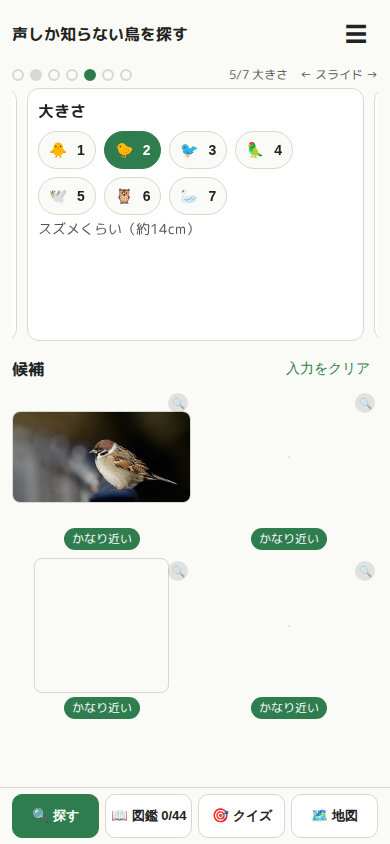 声しか知らない鳥を探す
5/7 大きさ ← スライド →
大きさ
1 2 3 4
5 6 7
スズメくらい（約14cm）
候補 入力をクリア
かなり近い かなり近い
かなり近い かなり近い
探す 図鑑 0/44 クイズ 地図